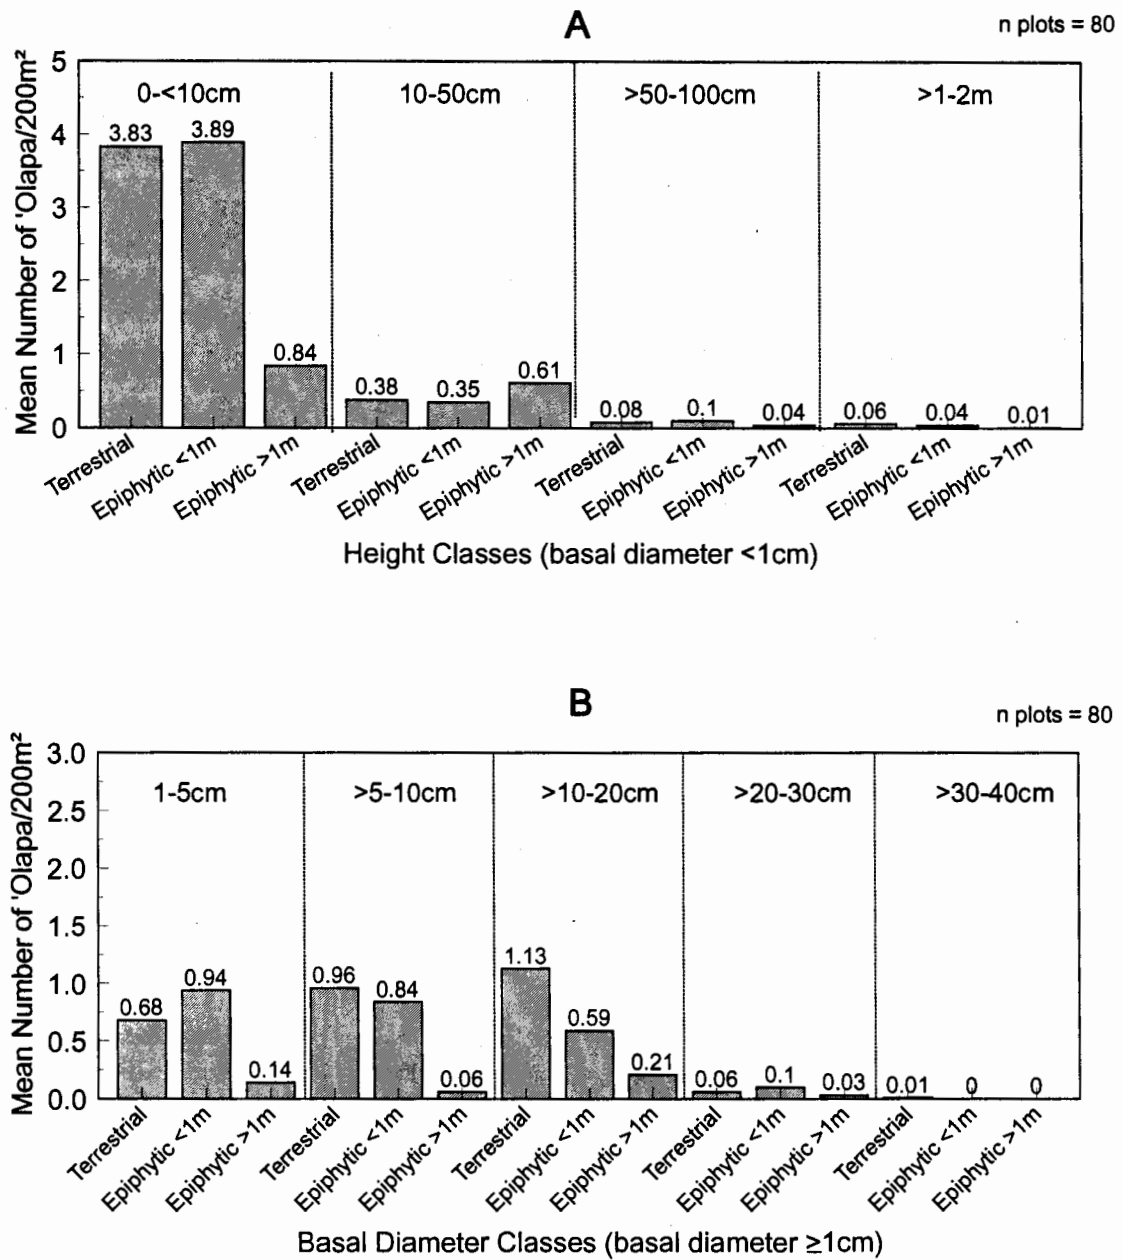 A
n plots = 80
Mean Number of 'Olapa/200m²
5
4
3
2
1
0
0-<10cm 10-50cm >50-100cm >1-2m
3.83 3.89 0.84 0.38 0.35 0.61 0.08 0.1 0.04 0.06 0.04 0.01
Terrestrial Epiphytic <1m Epiphytic >1m Terrestrial Epiphytic <1m Epiphytic >1m Terrestrial Epiphytic <1m Epiphytic >1m Terrestrial Epiphytic <1m Epiphytic >1m
Height Classes (basal diameter <1cm)
B
n plots = 80
Mean Number of 'Olapa/200m²
3.0
2.5
2.0
1.5
1.0
0.5
0.0
1-5cm >5-10cm >10-20cm >20-30cm >30-40cm
0.68 0.94 0.14 0.96 0.84 0.06 1.13 0.59 0.21 0.06 0.1 0.03 0.01 0 0
Terrestrial Epiphytic <1m Epiphytic >1m Terrestrial Epiphytic <1m Epiphytic >1m Terrestrial Epiphytic <1m Epiphytic >1m Terrestrial Epiphytic <1m Epiphytic >1m Terrestrial Epiphytic <1m Epiphytic >1m
Basal Diameter Classes (basal diameter ≥1cm)